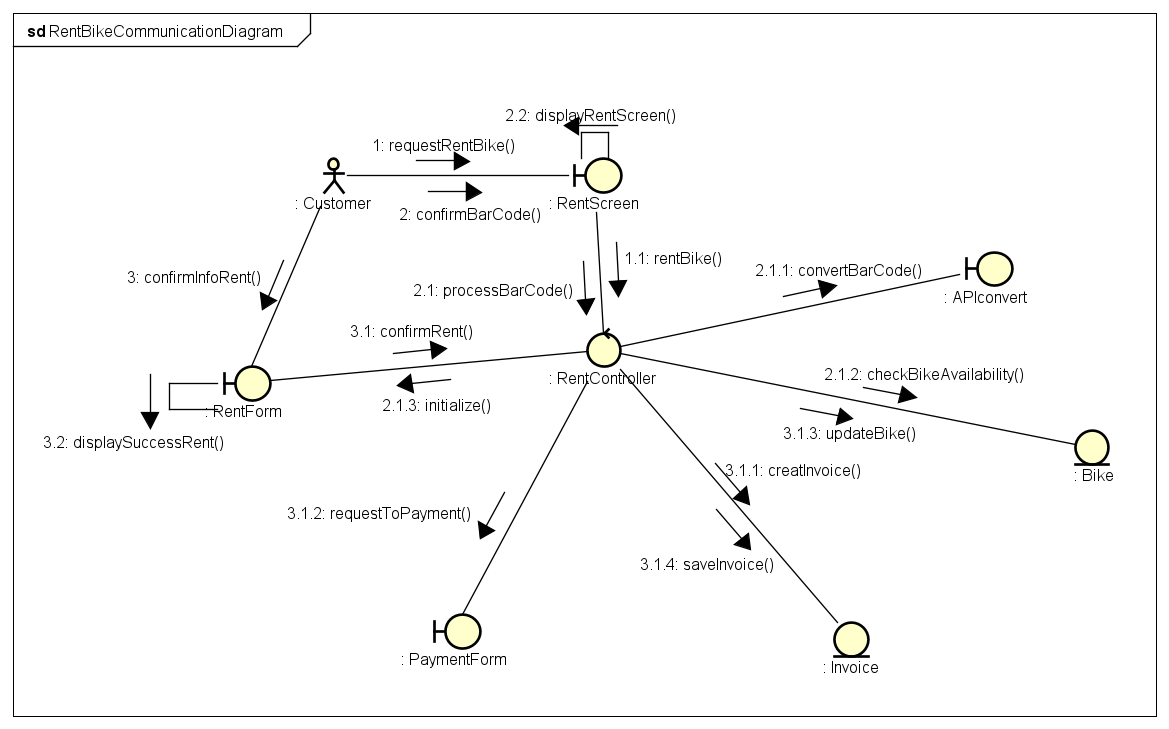 sd RentBikeCommunicationDiagram
2.2: displayRentScreen()
1: requestRentBike()
: Customer
: RentScreen
2: confirmBarCode()
1.1: rentBike()
3: confirmInfoRent()
2.1.1: convertBarCode()
2.1: processBarCode()
: APIconvert
3.1: confirmRent()
: RentController
2.1.2: checkBikeAvailability()
: RentForm
2.1.3: initialize()
3.1.3: updateBike()
3.2: displaySuccessRent()
3.1.1: creatInvoice()
: Bike
3.1.2: requestToPayment()
3.1.4: saveInvoice()
: PaymentForm
: Invoice